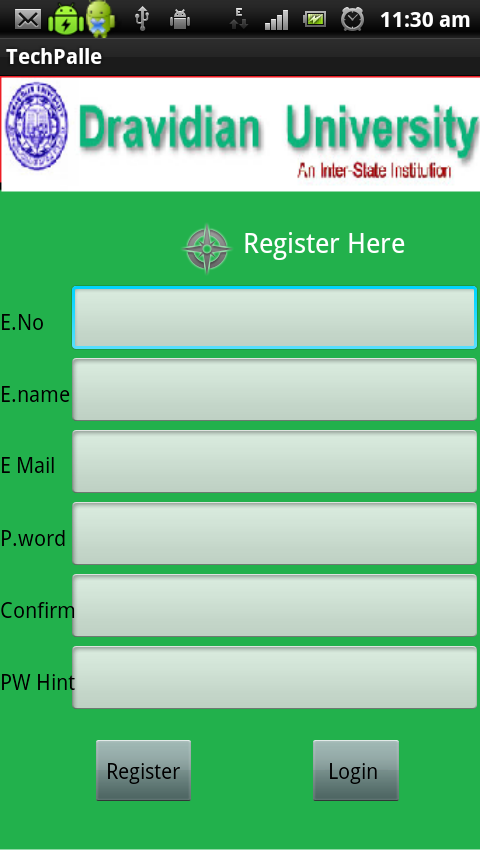 E
11:30 am
TechPalle
Dravidian University
An Inter-State Institution
Register Here
E.No
E.name
E Mail
P.word
Confirm
PW Hint
Register Login